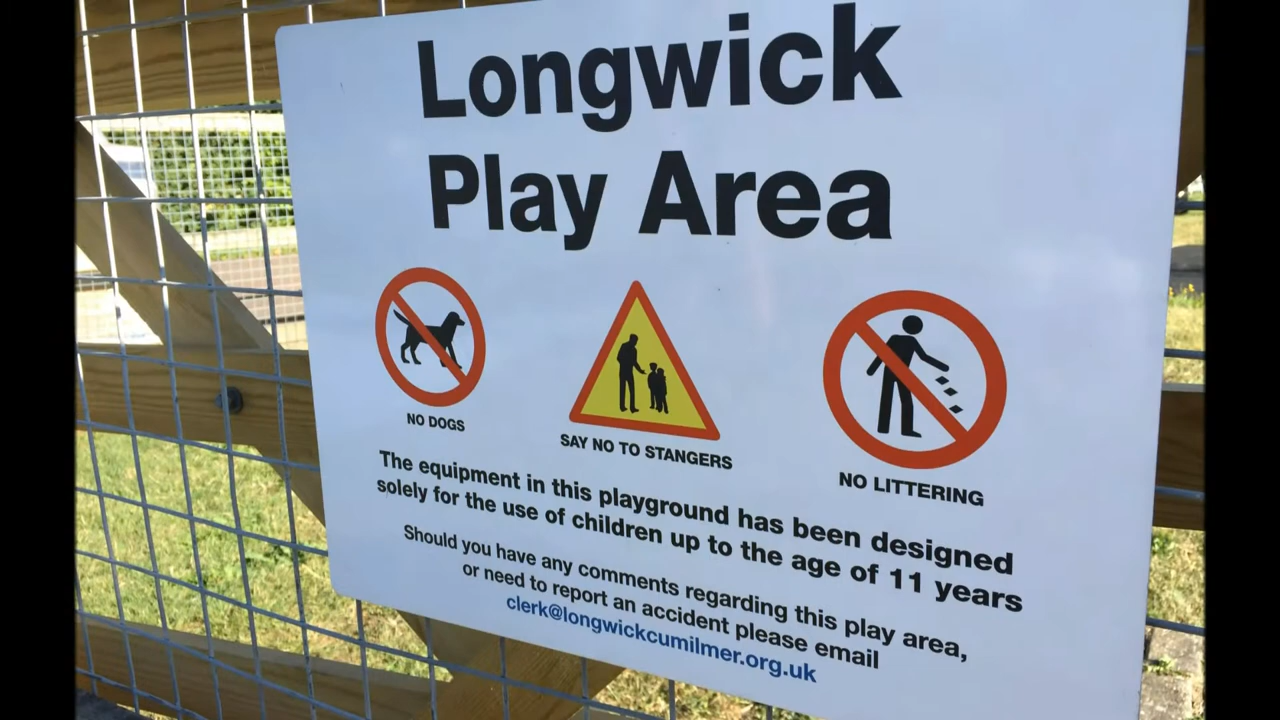 Longwick
Play Area
NO DOGS
SAY NO TO STANGERS
NO LITTERING
The equipment in this playground has been designed
solely for the use of children up to the age of 11 years
Should you have any comments regarding this play area,
or need to report an accident please email
clerk@longwickcumilmer.org.uk